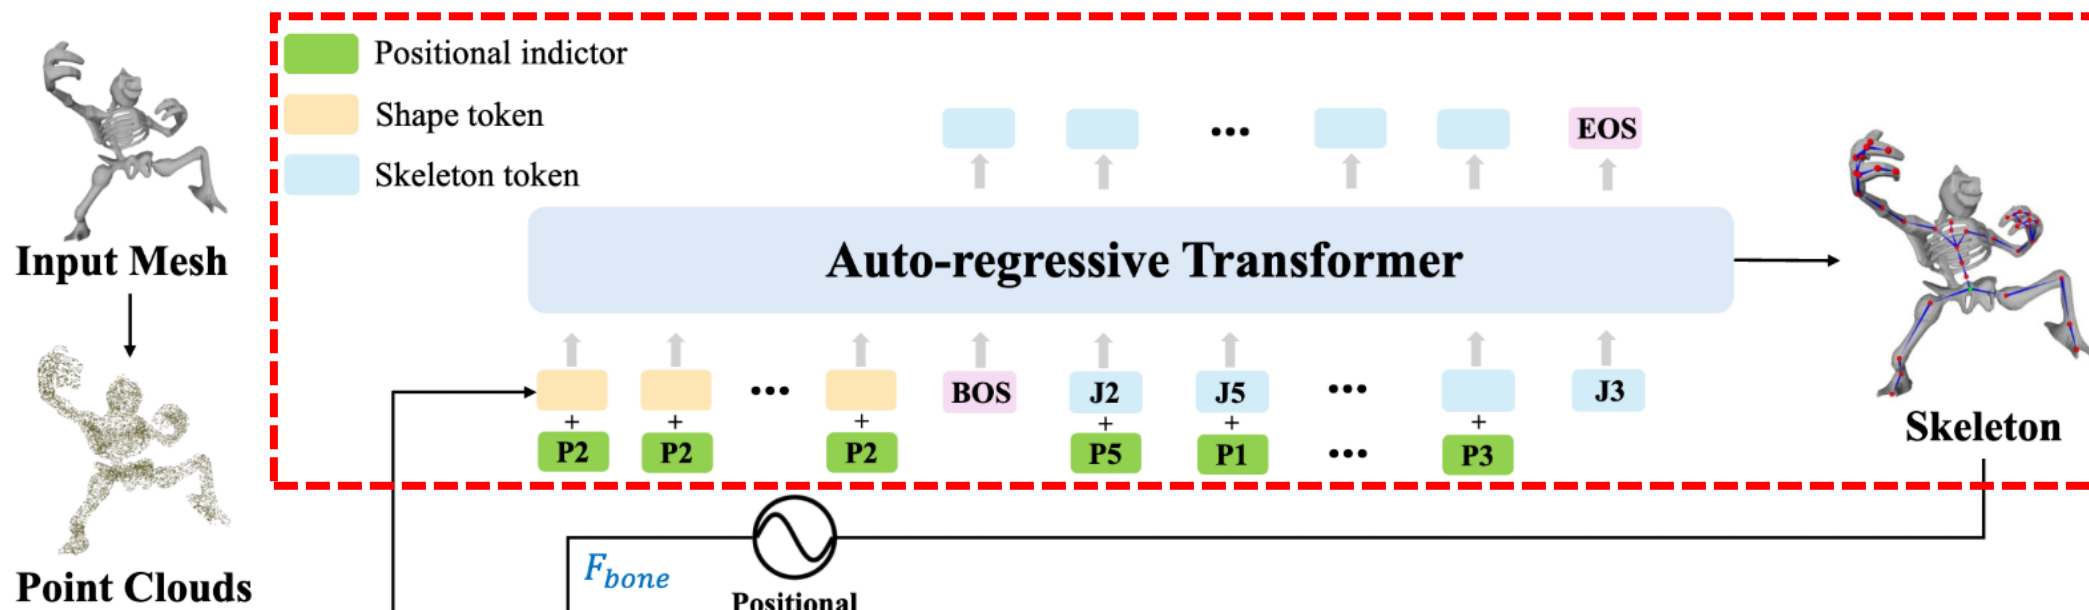 Positional indictor
Shape token
Skeleton token
EOS
Input Mesh
Auto-regressive Transformer
BOS
J2
J5
J3
+ + + + + +
P2 P2 P2 P5 P1 P3
Skeleton
Point Clouds
F_bone
Positional